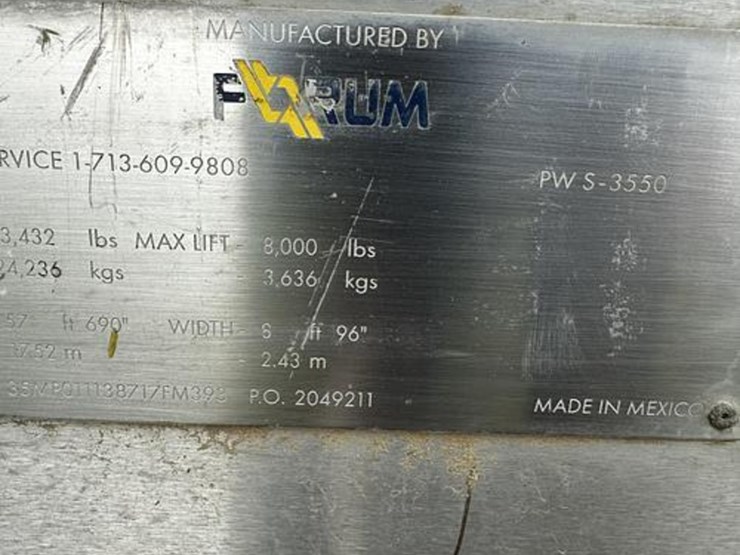 MANUFACTURED BY
FORUM
RVICE 1-713-609-9808
PW S-3550
3,432 lbs MAX LIFT - 8,000 lbs
24,236 kgs - 3,636 kgs
57' ft 690" WIDTH - 8 ft 96"
17.52 m - 2.43 m
P.O. 2049211
MADE IN MEXICO